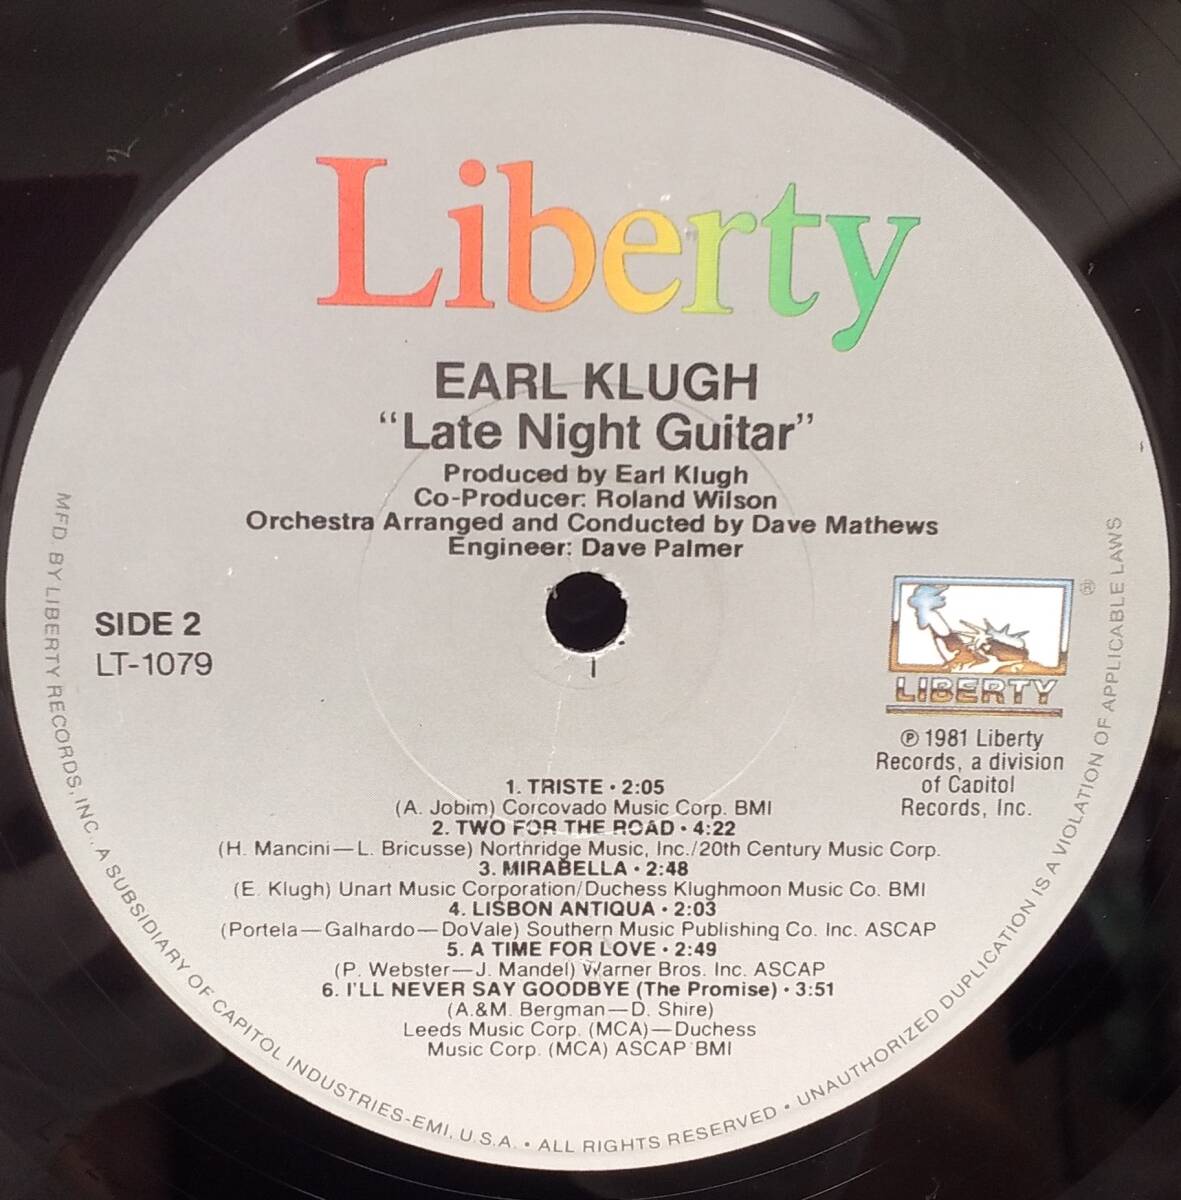 Liberty
EARL KLUGH
“Late Night Guitar”
Produced by Earl Klugh
Co-Producer: Roland Wilson
Orchestra Arranged and Conducted by Dave Mathews
Engineer: Dave Palmer
SIDE 2
LT-1079
I
LIBERTY
®
℗ 1981 Liberty
Records, a division
of Capitol
Records, Inc.
1. TRISTE • 2:05
(A. Jobim) Corcovado Music Corp. BMI
2. TWO FOR THE ROAD • 4:22
(H. Mancini—L. Bricusse) Northridge Music, Inc./20th Century Music Corp.
3. MIRABELLA • 2:48
(E. Klugh) Unart Music Corporation/Duchess Klughmoon Music Co. BMI
4. LISBON ANTIQUA • 2:03
(Portela—Galhardo—DoVale) Southern Music Publishing Co. Inc. ASCAP
5. A TIME FOR LOVE • 2:49
(P. Webster—J. Mandel) Warner Bros. Inc. ASCAP
6. I'LL NEVER SAY GOODBYE (The Promise) • 3:51
(A.&M. Bergman—D. Shire)
Leeds Music Corp. (MCA)—Duchess
Music Corp. (MCA) ASCAP BMI
MFD. BY LIBERTY RECORDS, INC., A SUBSIDIARY OF CAPITOL INDUSTRIES-EMI, U.S.A. • ALL RIGHTS RESERVED • UNAUTHORIZED DUPLICATION IS A VIOLATION OF APPLICABLE LAWS